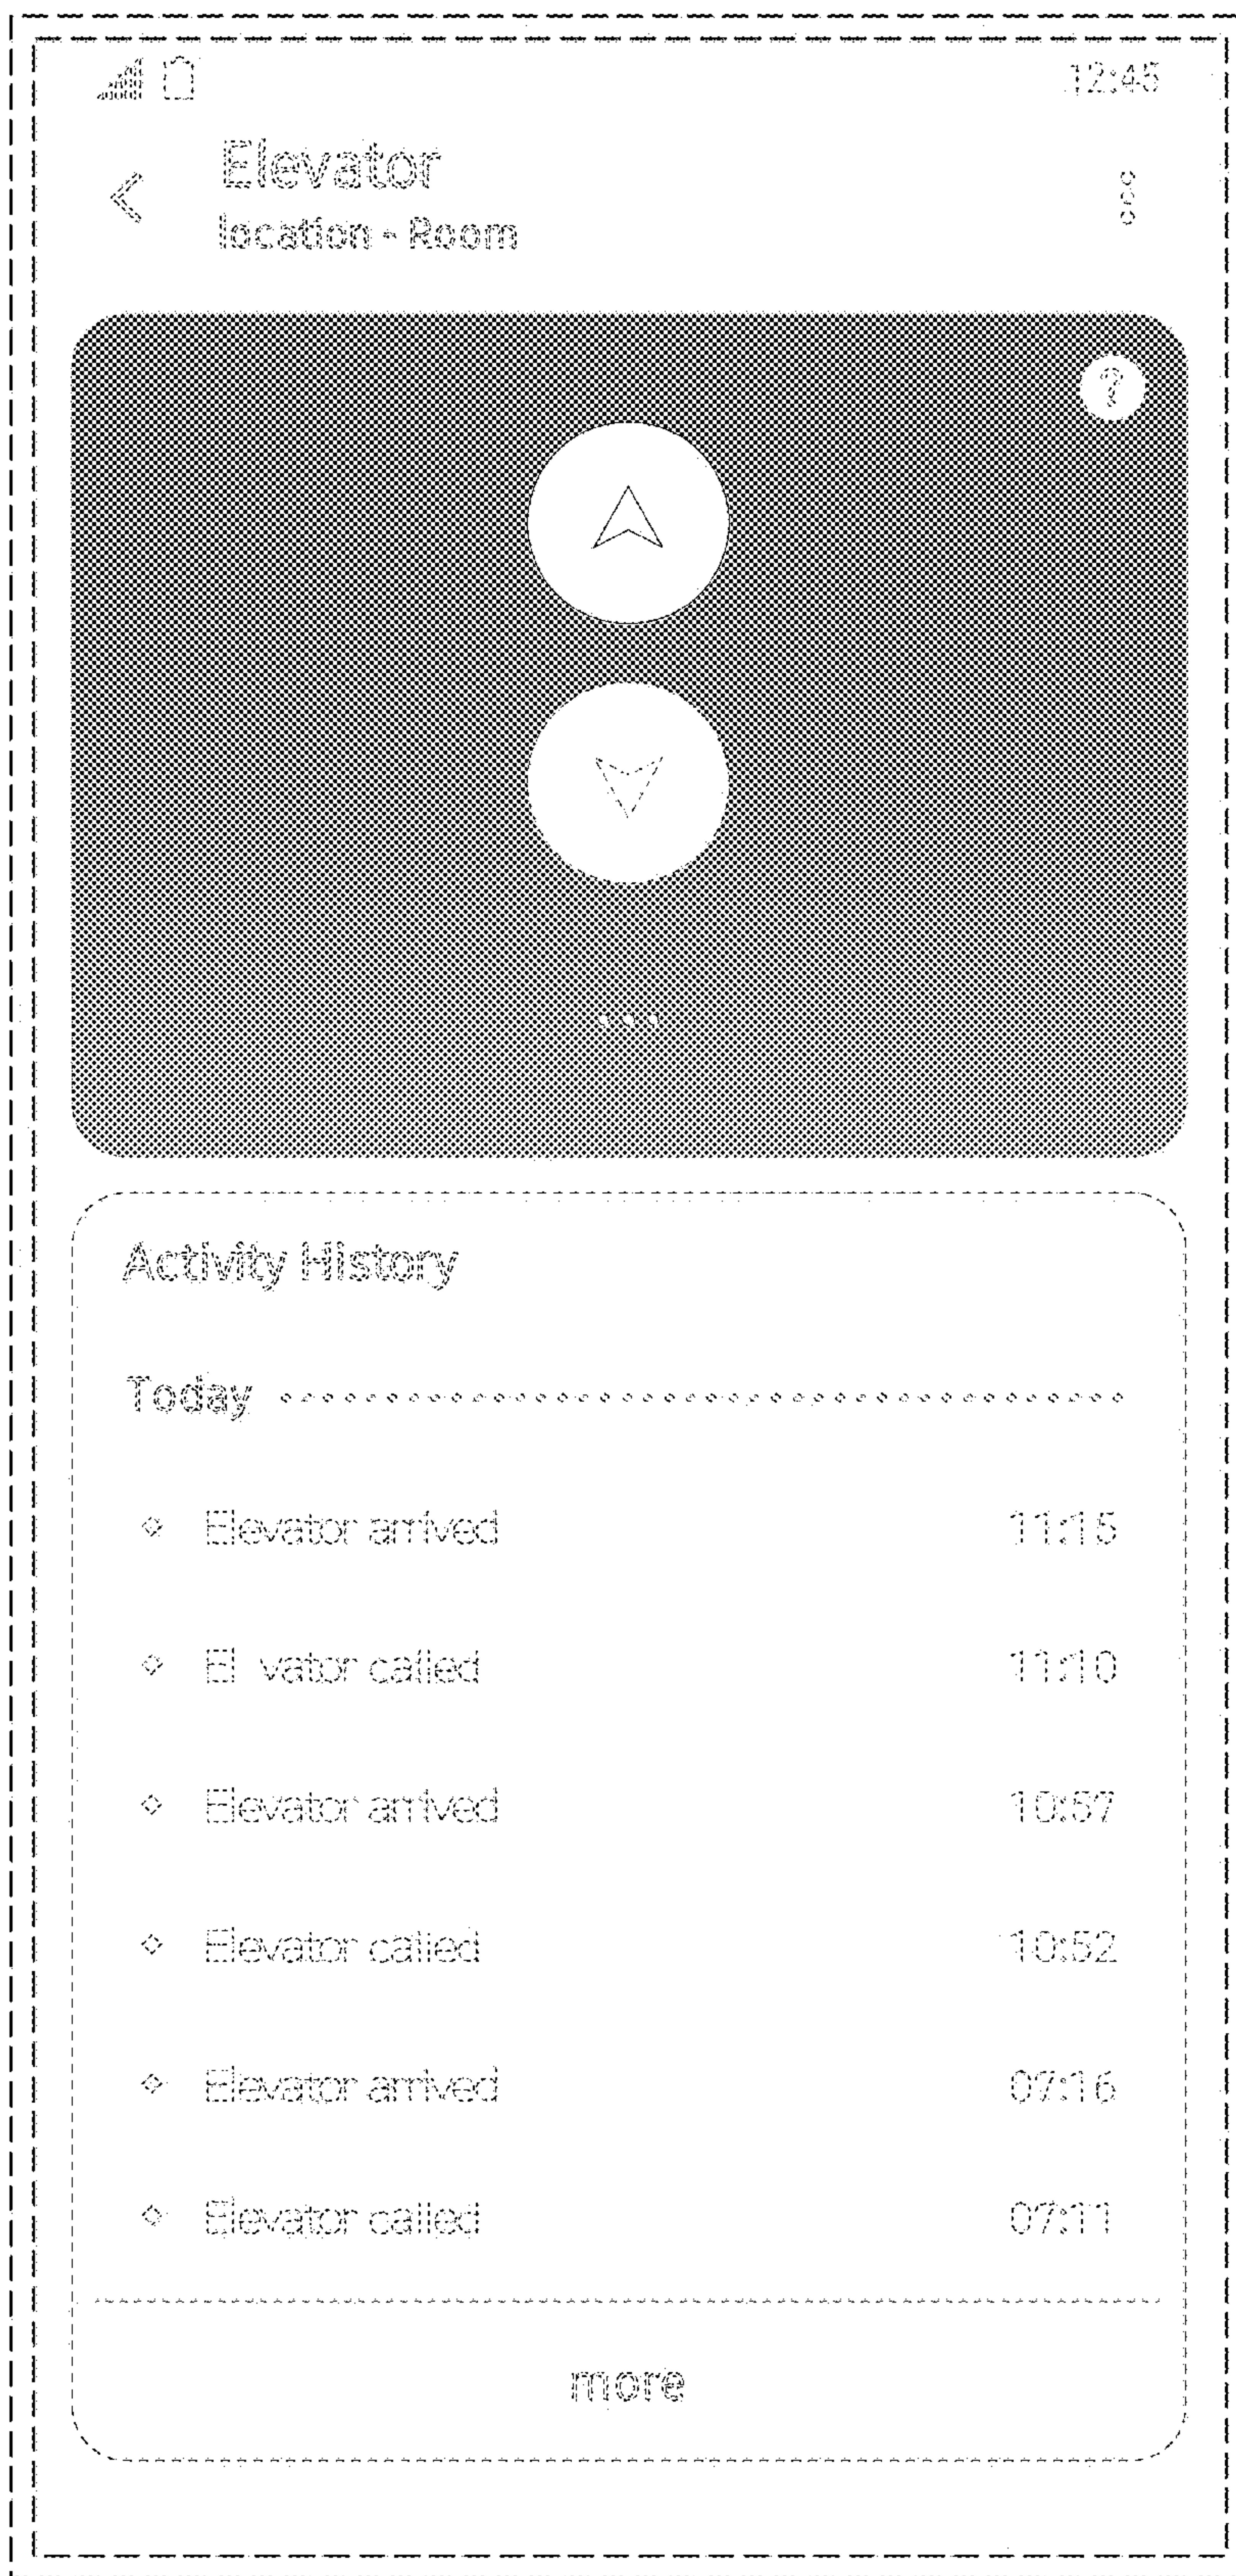 12:45
Elevator
location - Room
?
Activity History
Today
Elevator arrived 11:15
El vator called 11:10
Elevator arrived 10:57
Elevator called 10:52
Elevator arrived 07:16
Elevator called 07:11
more